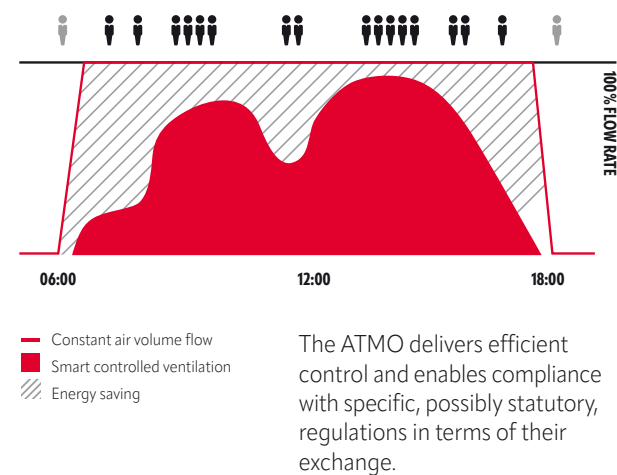 100 % FLOW RATE
06:00
12:00
18:00
Constant air volume flow
Smart controlled ventilation
Energy saving
The ATMO delivers efficient
control and enables compliance
with specific, possibly statutory,
regulations in terms of their
exchange.